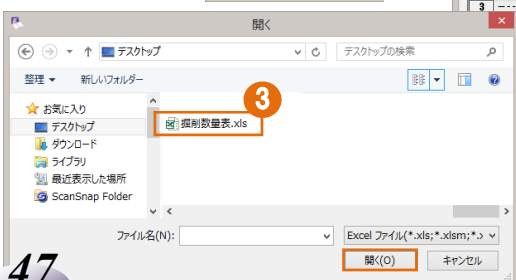 3
開く
デスクトップ
デスクトップの検索
整理
新しいフォルダー
お気に入り
デスクトップ
ダウンロード
ライブラリ
最近表示した場所
ScanSnap Folder
3
掘削数量表.xls
ファイル名(N):
Excel ファイル(*.xls;*.xlsm;*.x
開く(O)
キャンセル
47